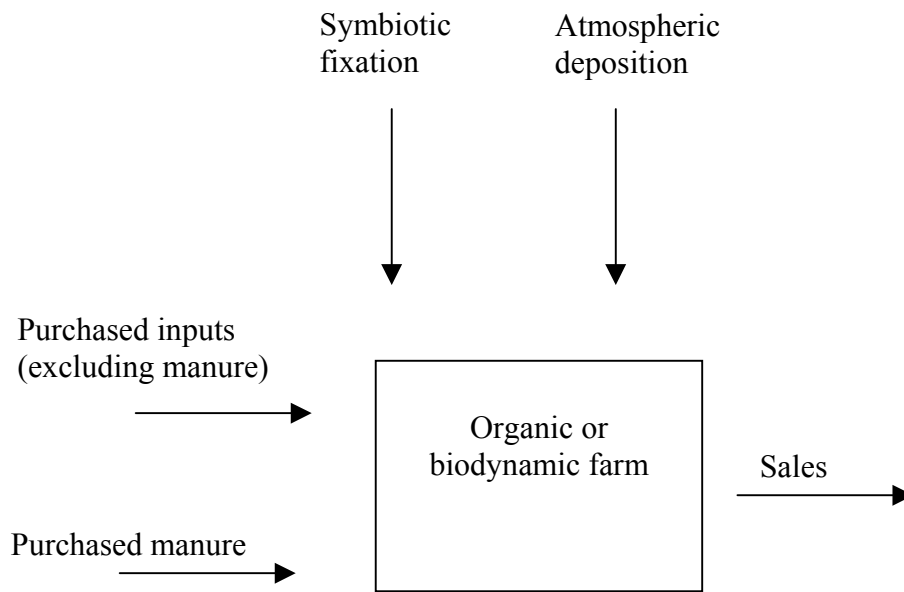 Symbiotic
fixation
Atmospheric
deposition
Purchased inputs
(excluding manure)
Organic or
biodynamic farm
Sales
Purchased manure